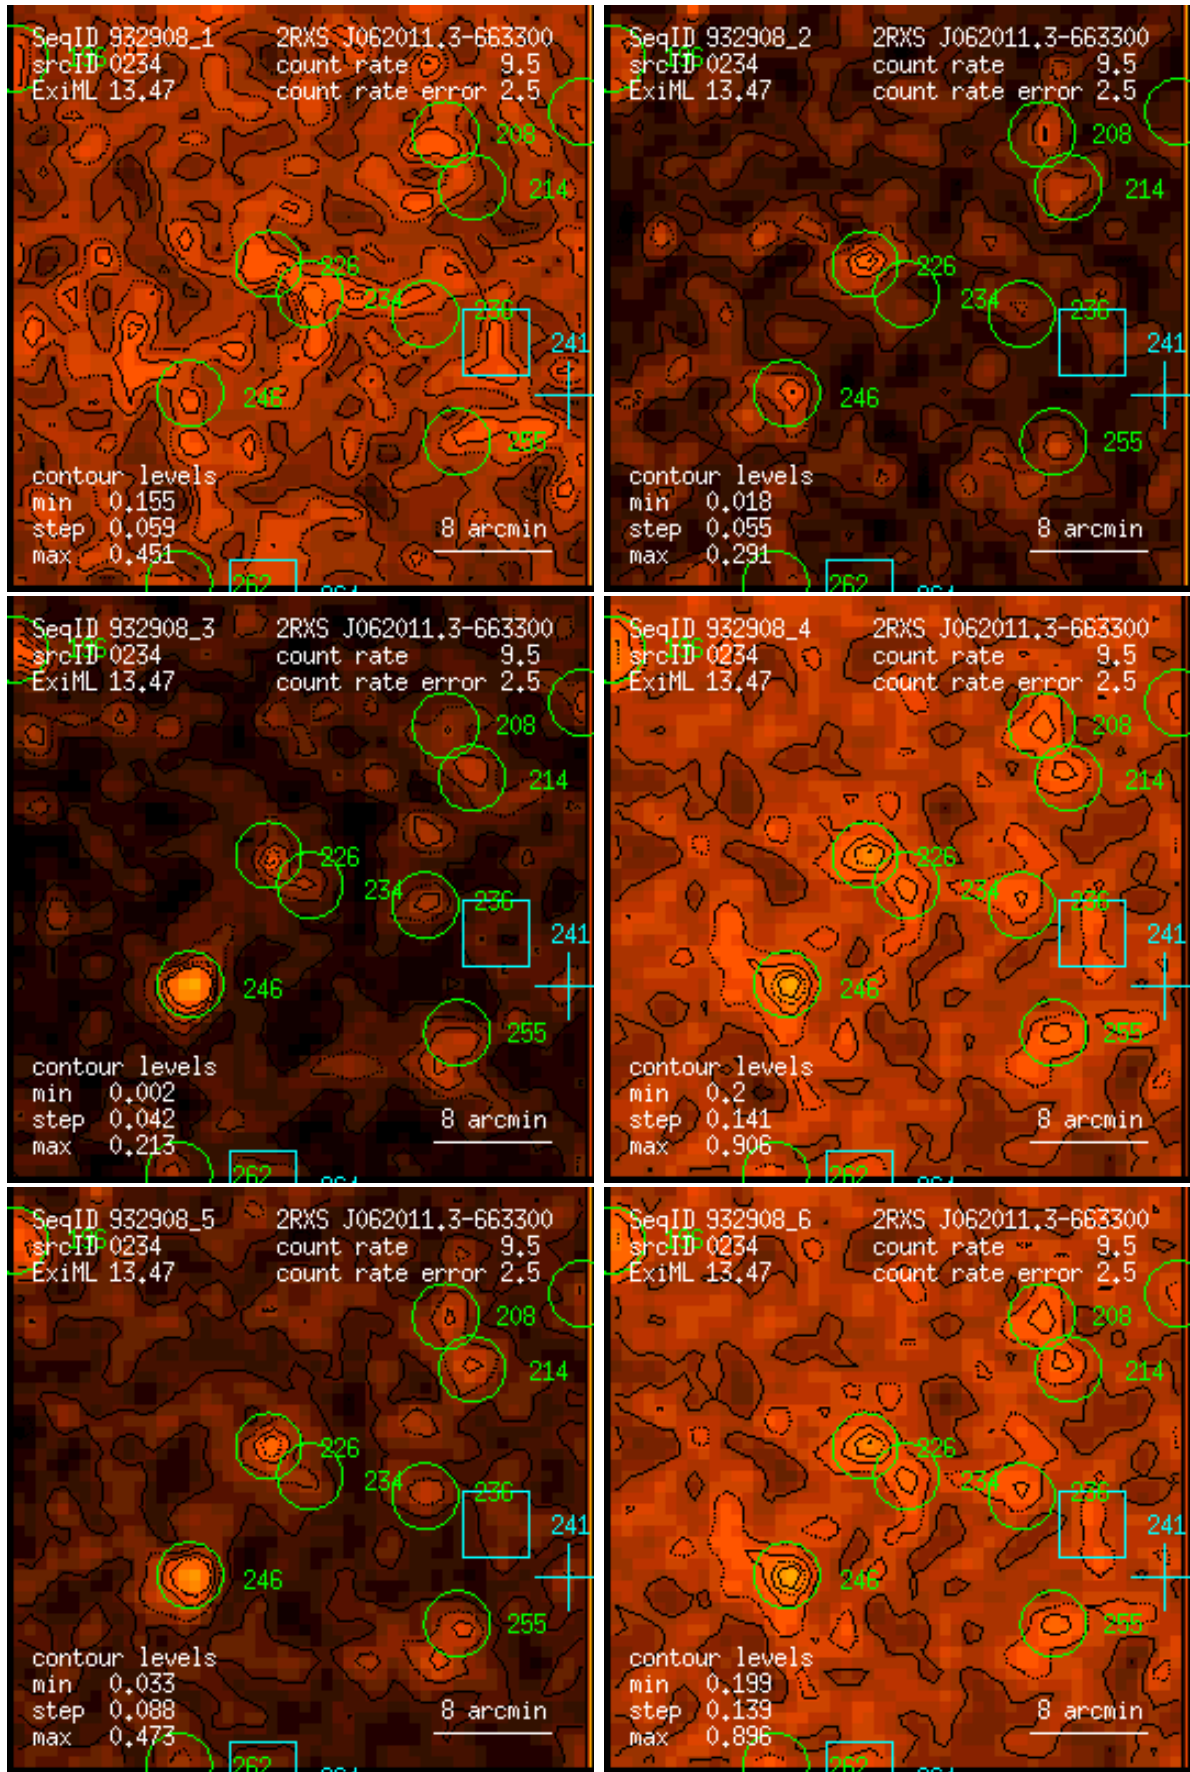 SeqID 932908_1 2RXS J062011.3-663300
srcID 0234 count rate 9.5
ExiML 13.47 count rate error 2.5
196
208
214
226
234 236
241
246
255
contour levels
min 0.155
step 0.059 8 arcmin
max 0.451
262
SeqID 932908_2 2RXS J062011.3-663300
srcID 0234 count rate 9.5
ExiML 13.47 count rate error 2.5
196
208
214
226
234 236
241
246
255
contour levels
min 0.018
step 0.055 8 arcmin
max 0.291
262
SeqID 932908_3 2RXS J062011.3-663300
srcID 0234 count rate 9.5
ExiML 13.47 count rate error 2.5
196
208
214
226
234 236
241
246
255
contour levels
min 0.002
step 0.042 8 arcmin
max 0.213
262
SeqID 932908_4 2RXS J062011.3-663300
srcID 0234 count rate 9.5
ExiML 13.47 count rate error 2.5
196
208
214
226
234 236
241
246
255
contour levels
min 0.2
step 0.141 8 arcmin
max 0.906
262
SeqID 932908_5 2RXS J062011.3-663300
srcID 0234 count rate 9.5
ExiML 13.47 count rate error 2.5
196
208
214
226
234 236
241
246
255
contour levels
min 0.033
step 0.088 8 arcmin
max 0.473
262
SeqID 932908_6 2RXS J062011.3-663300
srcID 0234 count rate 9.5
ExiML 13.47 count rate error 2.5
196
208
214
226
234 236
241
246
255
contour levels
min 0.199
step 0.139 8 arcmin
max 0.896
262